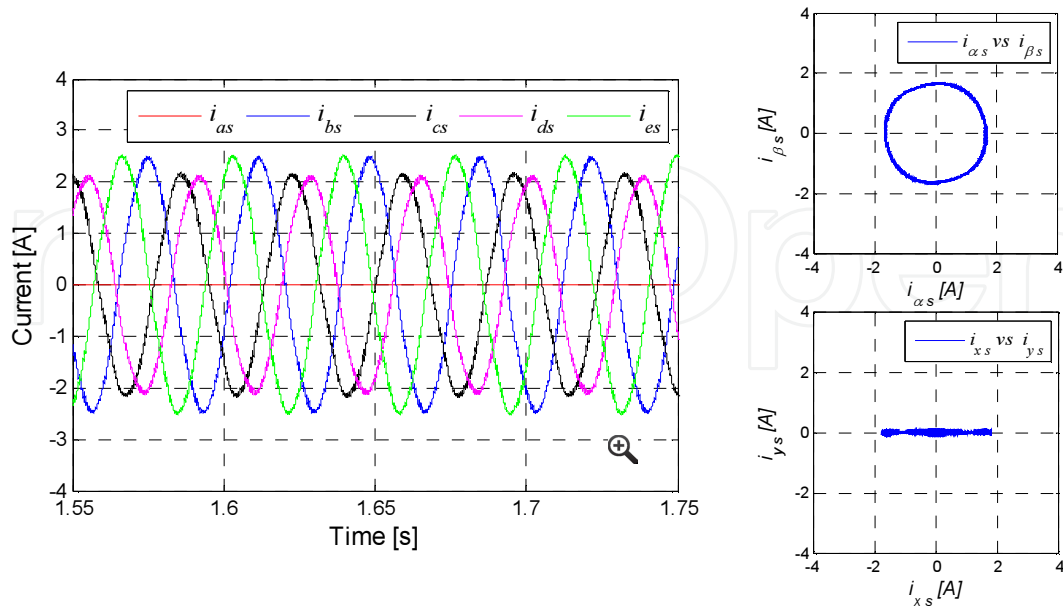 i_as i_bs i_cs i_ds i_es
4
3
2
1
0
-1
-2
-3
-4
Current [A]
1.55 1.6 1.65 1.7 1.75
Time [s]
i_αs vs i_βs
4
2
0
-2
-4
i_βs [A]
-4 -2 0 2 4
i_αs [A]
i_xs vs i_ys
4
2
0
-2
-4
i_ys [A]
-4 -2 0 2 4
i_xs [A]